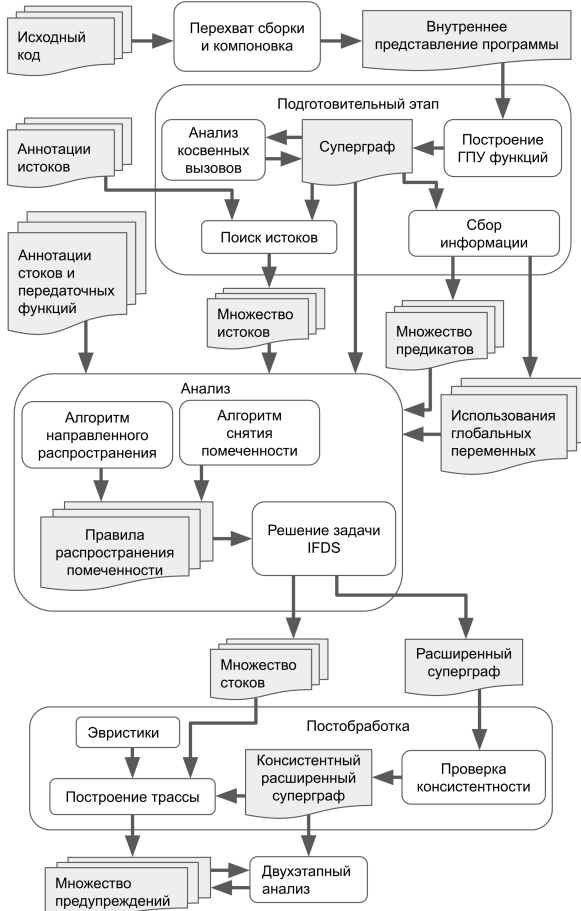 Исходный
код
Перехват сборки
и компоновка
Внутреннее
представление программы
Подготовительный этап
Аннотации
истоков
Анализ
косвенных
вызовов
Суперграф
Построение
ГПУ функций
Поиск истоков
Сбор
информации
Аннотации
стоков и
передаточных
функций
Множество
истоков
Множество
предикатов
Использования
глобальных
переменных
Анализ
Алгоритм
направленного
распространения
Алгоритм
снятия
помеченности
Правила
распространения
помеченности
Решение задачи
IFDS
Множество
стоков
Расширенный
суперграф
Постобработка
Эвристики
Построение трассы
Консистентный
расширенный
суперграф
Проверка
консистентности
Множество
предупреждений
Двухэтапный
анализ